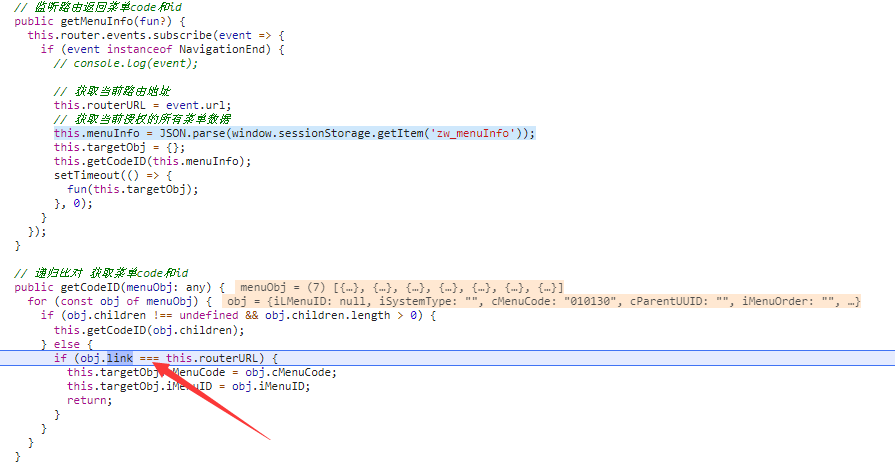 // 监听路由返回菜单code和id
public getMenuInfo(fun?) {
this.router.events.subscribe(event => {
if (event instanceof NavigationEnd) {
// console.log(event);
// 获取当前路由地址
this.routerURL = event.url;
// 获取当前授权的所有菜单数据
this.menuInfo = JSON.parse(window.sessionStorage.getItem('zw_menuInfo'));
this.targetObj = {};
this.getCodeID(this.menuInfo);
setTimeout(() => {
fun(this.targetObj);
}, 0);
}
});
}
// 递归比对 获取菜单code和id
public getCodeID(menuObj: any) { menuObj = (7) [{…}, {…}, {…}, {…}, {…}, {…}, {…}]
for (const obj of menuObj) { obj = {iLMenuID: null, iSystemType: "", cMenuCode: "010130", cParentUUID: "", iMenuOrder: "", …}
if (obj.children !== undefined && obj.children.length > 0) {
this.getCodeID(obj.children);
} else {
if (obj.link === this.routerURL) {
this.targetObj MenuCode = obj.cMenuCode;
this.targetObj.iMenuID = obj.iMenuID;
return;
}
}
}
}